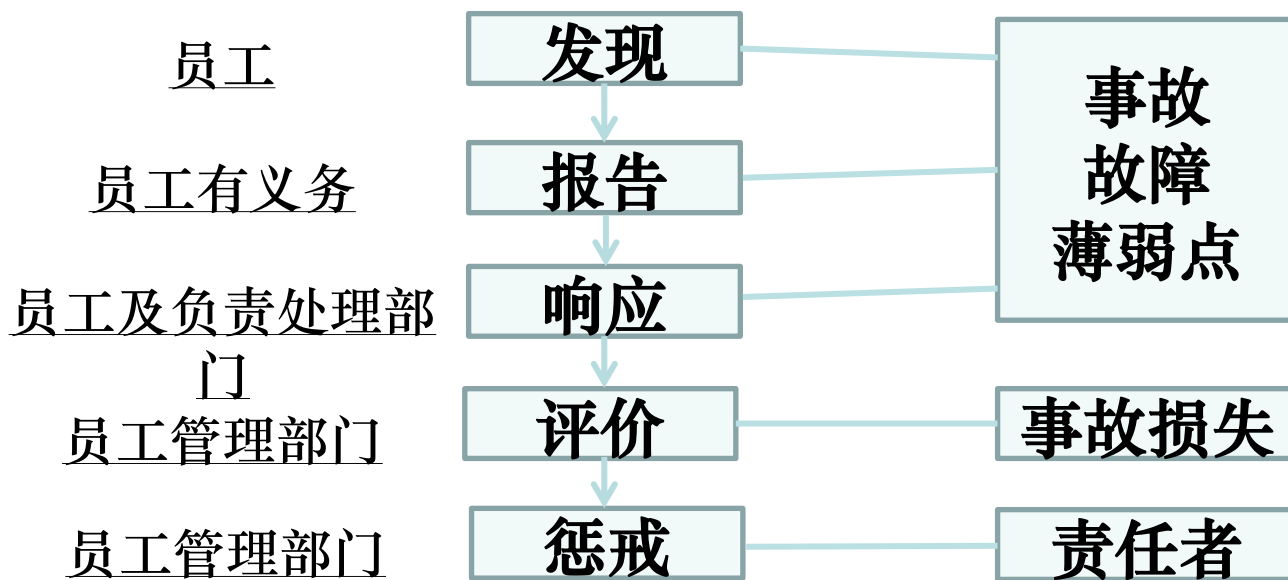 员工
发现
事故
故障
薄弱点
员工有义务
报告
员工及负责处理部
门
响应
员工管理部门
评价
事故损失
员工管理部门
惩戒
责任者